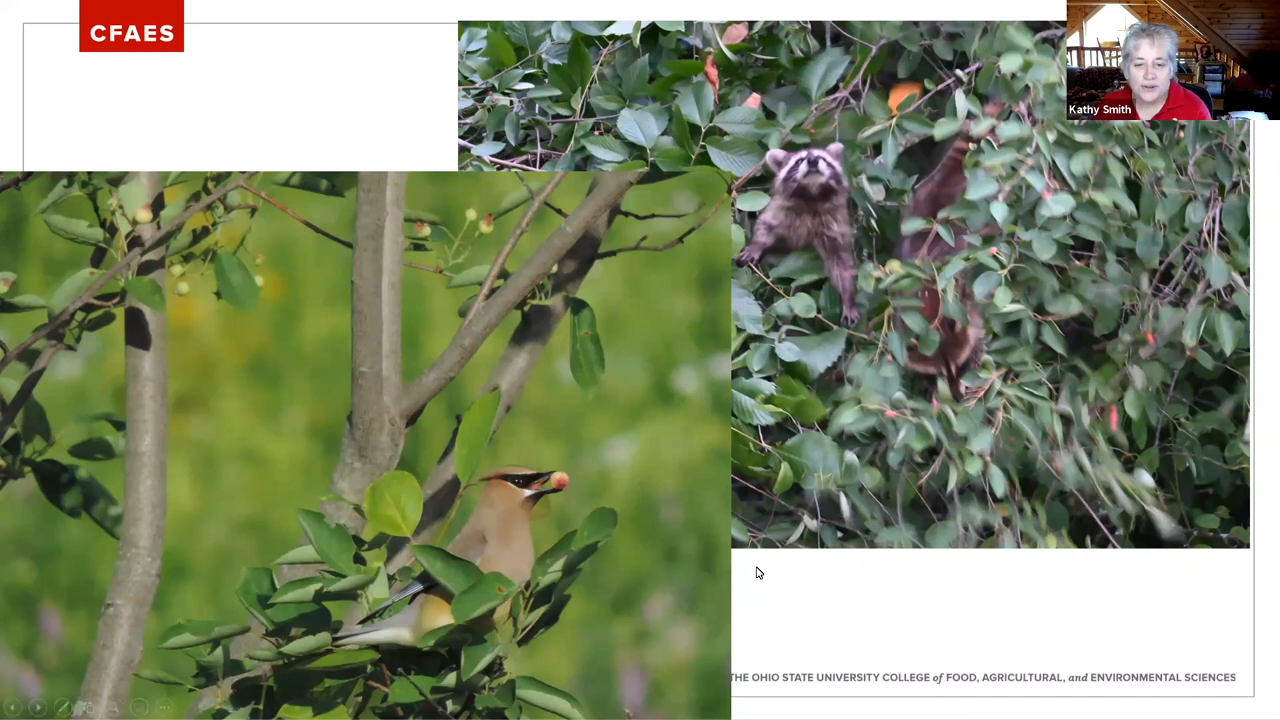 CFAES
Kathy Smith
THE OHIO STATE UNIVERSITY COLLEGE of FOOD, AGRICULTURAL, and ENVIRONMENTAL SCIENCES